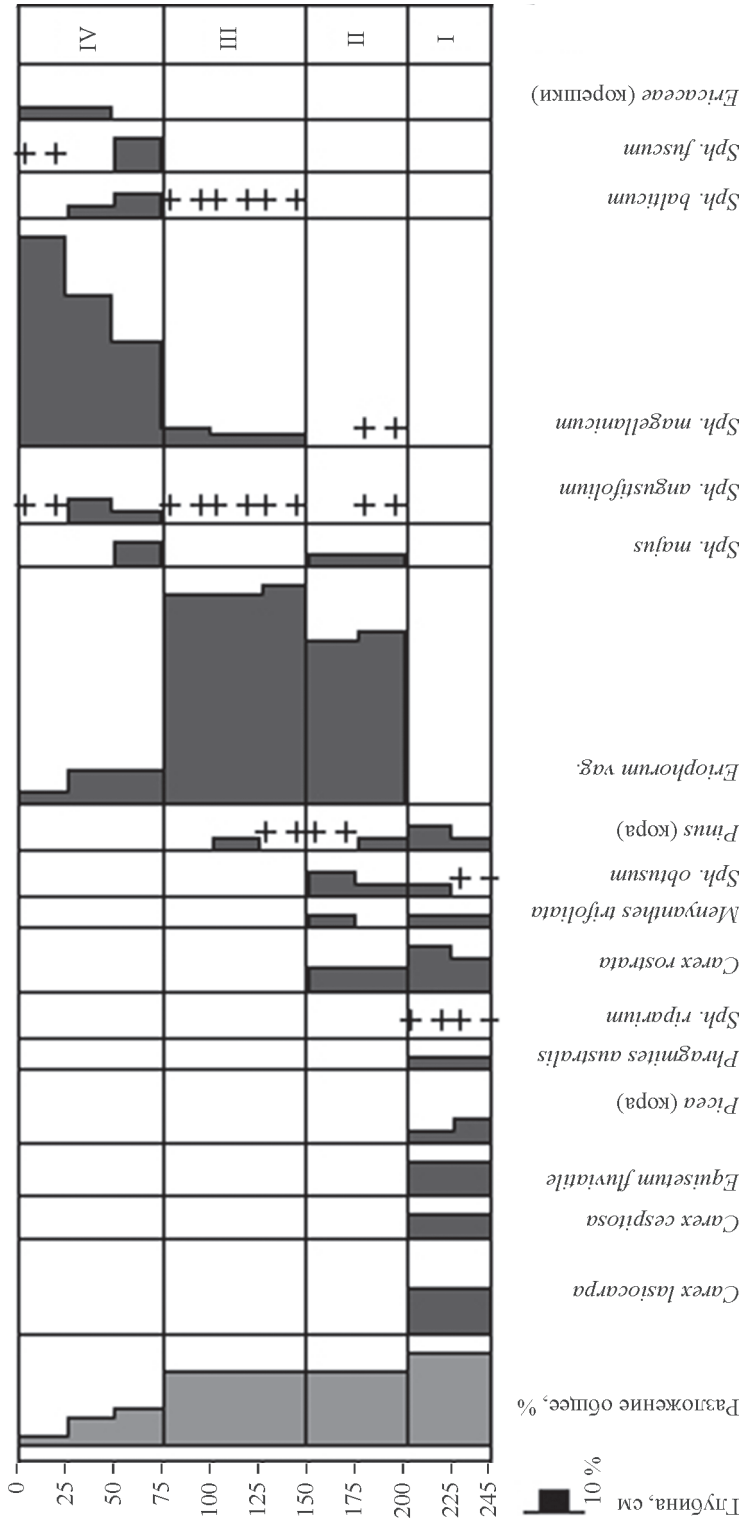 Глубина, см
10 %
0
25
50
75
100
125
150
175
200
225
245
Разложение общее, %
Carex lasiocarpa
Carex cespitosa
Equisetum fluviatile
Picea (кора)
Phragmites australis
Sph. riparium
Carex rostrata
Menyanthes trifoliata
Sph. obtusum
Pinus (кора)
Eriophorum vag.
Sph. majus
Sph. angustifolium
Sph. magellanicum
Sph. balticum
Sph. fuscum
Ericaceae (корешки)
IV
III
II
I